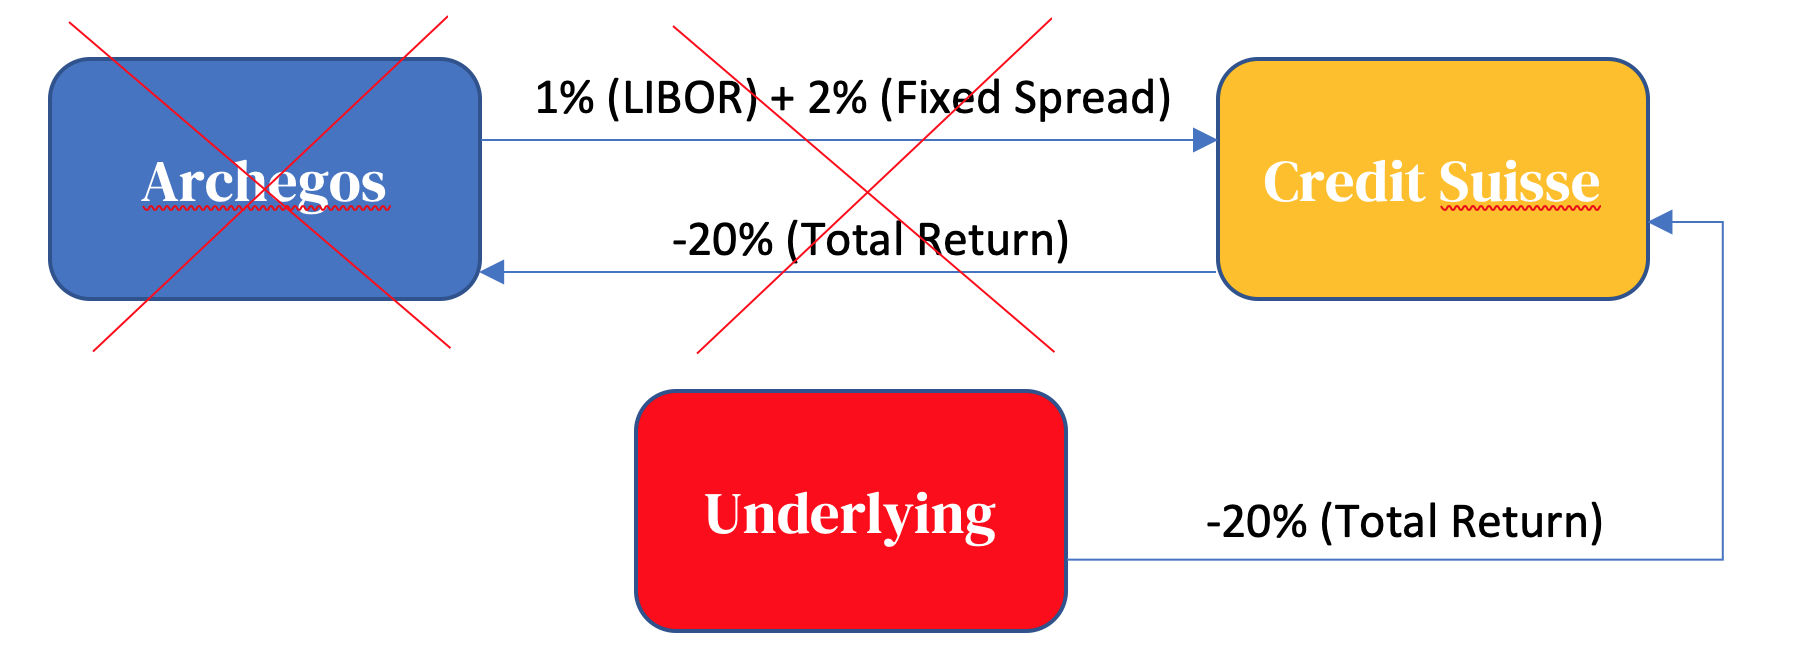 1% (LIBOR) + 2% (Fixed Spread)
Archegos
Credit Suisse
-20% (Total Return)
Underlying
-20% (Total Return)